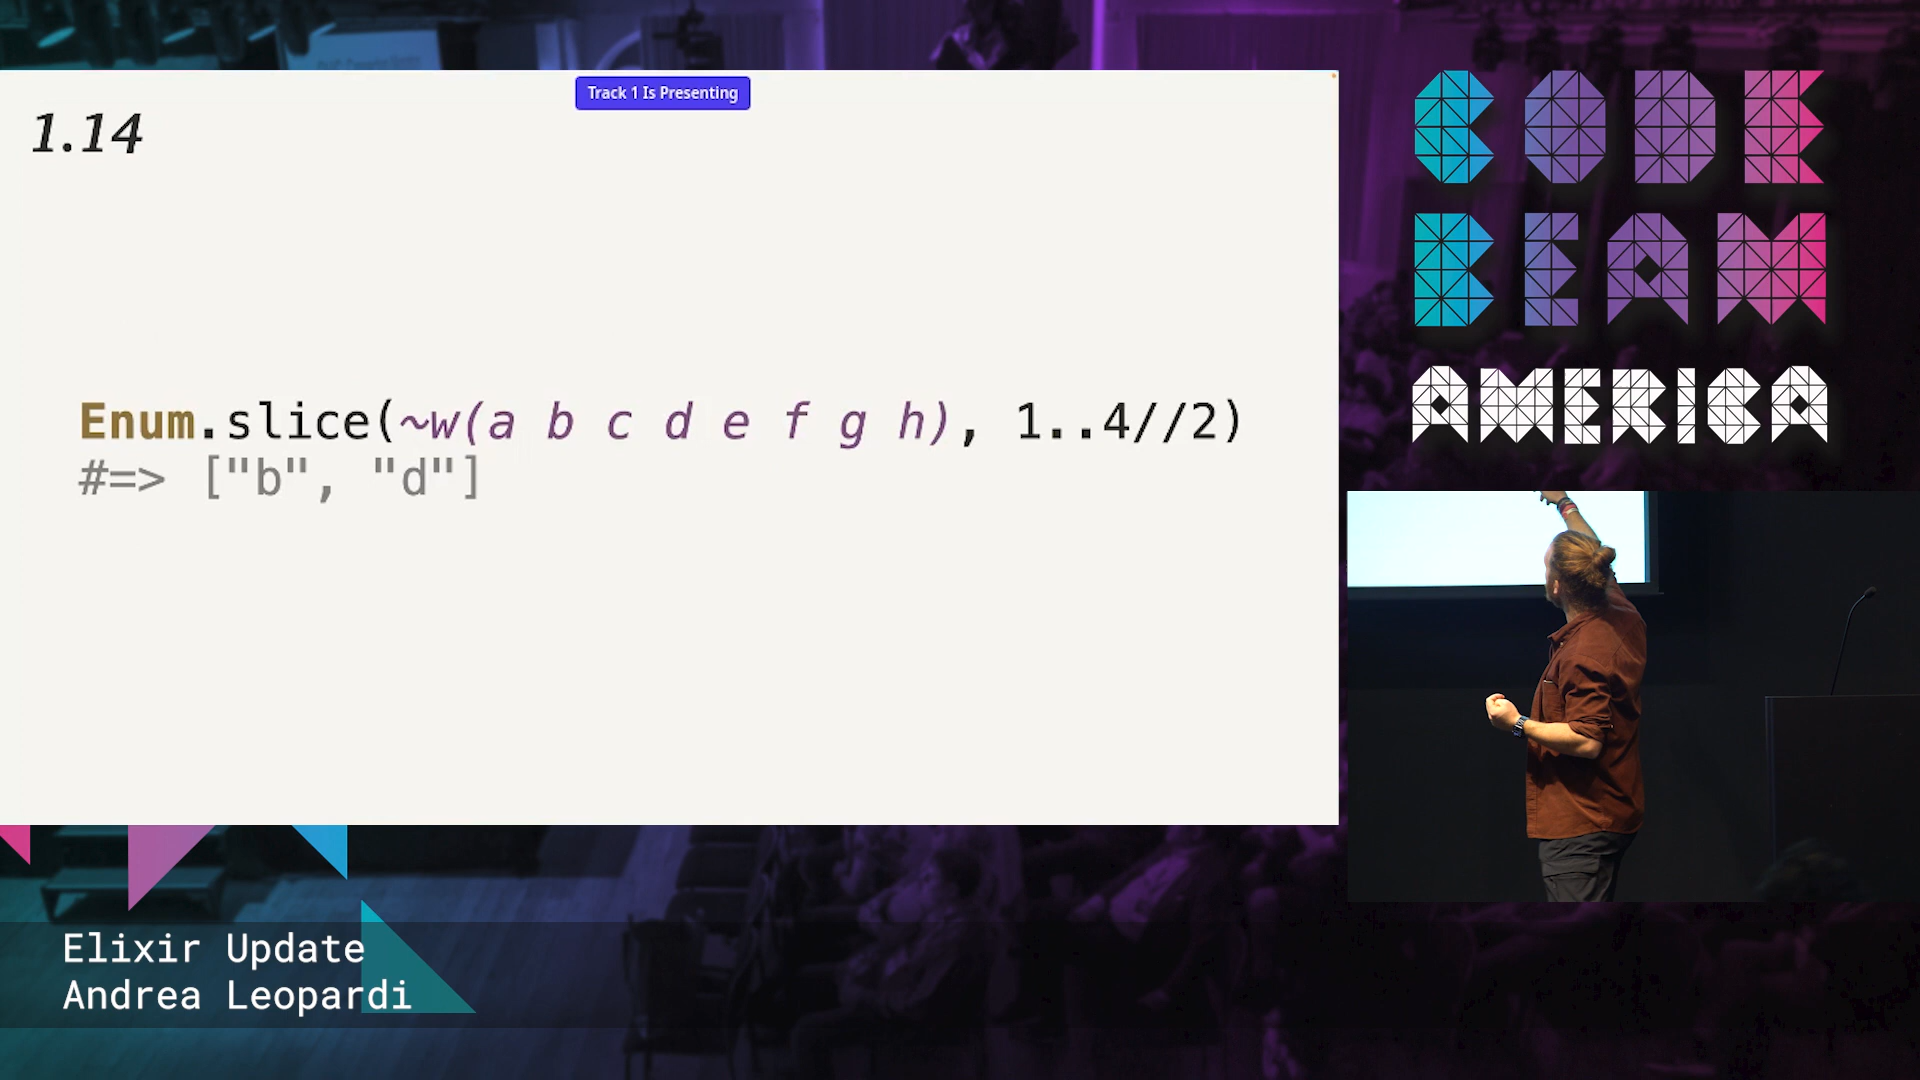 Track 1 Is Presenting
1.14
Enum.slice(~w(a b c d e f g h), 1..4//2)
#=> ["b", "d"]
CODE
BEAM
AMERICA
Elixir Update
Andrea Leopardi